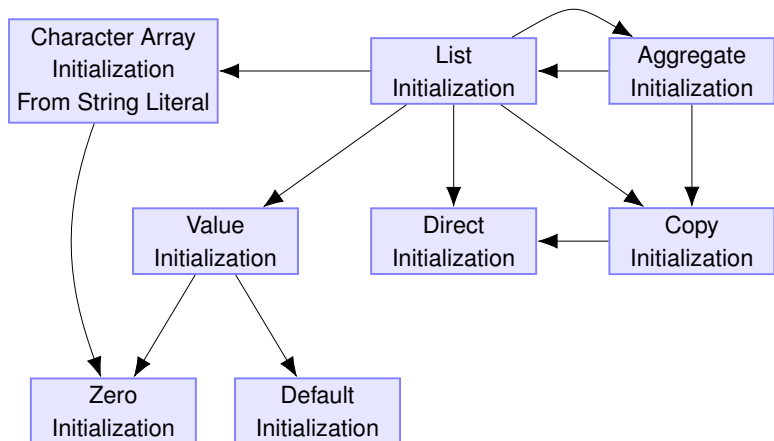 Character Array
Initialization
From String Literal
List
Initialization
Aggregate
Initialization
Value
Initialization
Direct
Initialization
Copy
Initialization
Zero
Initialization
Default
Initialization